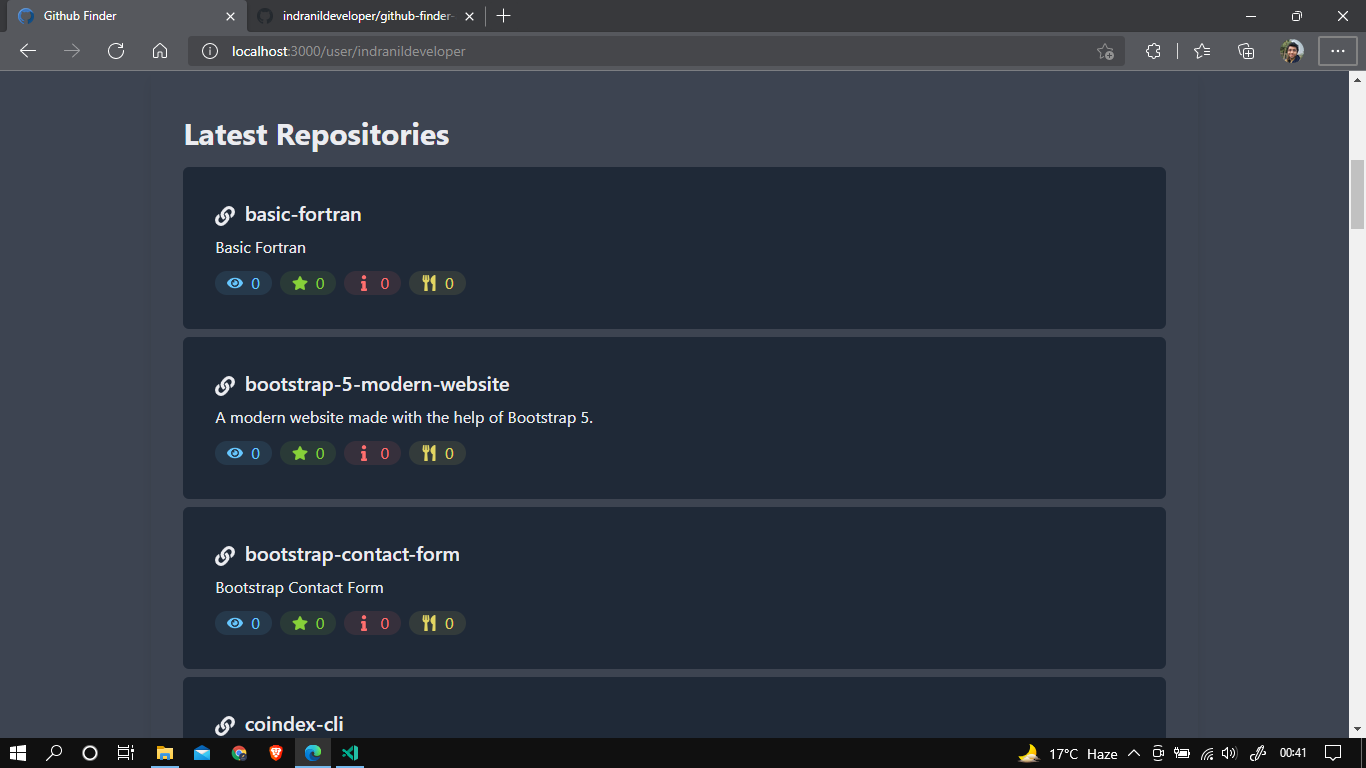 Github Finder
indranildeveloper/github-finder-
localhost:3000/user/indranildeveloper
Latest Repositories
basic-fortran
Basic Fortran
0 0 0 0
bootstrap-5-modern-website
A modern website made with the help of Bootstrap 5.
0 0 0 0
bootstrap-contact-form
Bootstrap Contact Form
0 0 0 0
coindex-cli
17°C Haze 00:41